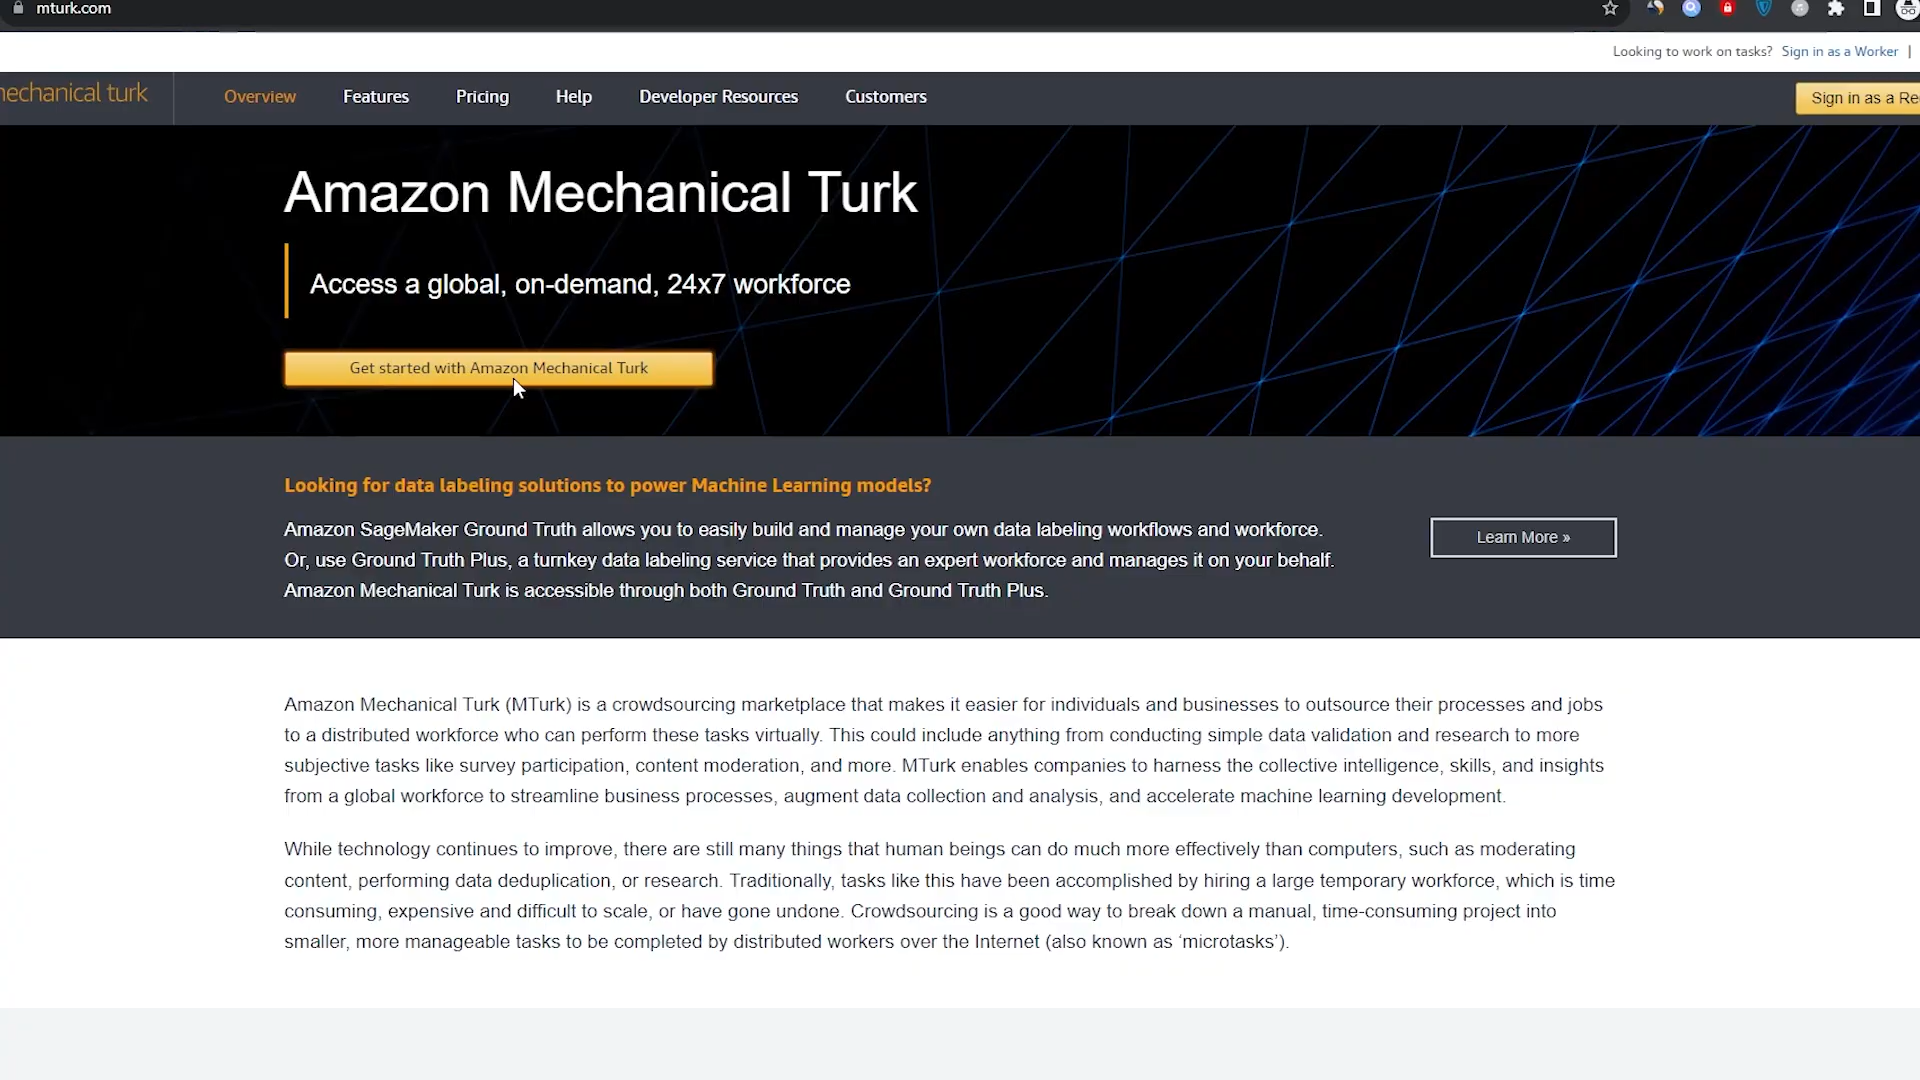 mturk.com
Looking to work on tasks? Sign in as a Worker |
mechanical turk
Overview Features Pricing Help Developer Resources Customers
Sign in as a Re
Amazon Mechanical Turk
Access a global, on-demand, 24x7 workforce
Get started with Amazon Mechanical Turk
Looking for data labeling solutions to power Machine Learning models?
Amazon SageMaker Ground Truth allows you to easily build and manage your own data labeling workflows and workforce.
Or, use Ground Truth Plus, a turnkey data labeling service that provides an expert workforce and manages it on your behalf.
Amazon Mechanical Turk is accessible through both Ground Truth and Ground Truth Plus.
Learn More »
Amazon Mechanical Turk (MTurk) is a crowdsourcing marketplace that makes it easier for individuals and businesses to outsource their processes and jobs
to a distributed workforce who can perform these tasks virtually. This could include anything from conducting simple data validation and research to more
subjective tasks like survey participation, content moderation, and more. MTurk enables companies to harness the collective intelligence, skills, and insights
from a global workforce to streamline business processes, augment data collection and analysis, and accelerate machine learning development.
While technology continues to improve, there are still many things that human beings can do much more effectively than computers, such as moderating
content, performing data deduplication, or research. Traditionally, tasks like this have been accomplished by hiring a large temporary workforce, which is time
consuming, expensive and difficult to scale, or have gone undone. Crowdsourcing is a good way to break down a manual, time-consuming project into
smaller, more manageable tasks to be completed by distributed workers over the Internet (also known as ‘microtasks’).